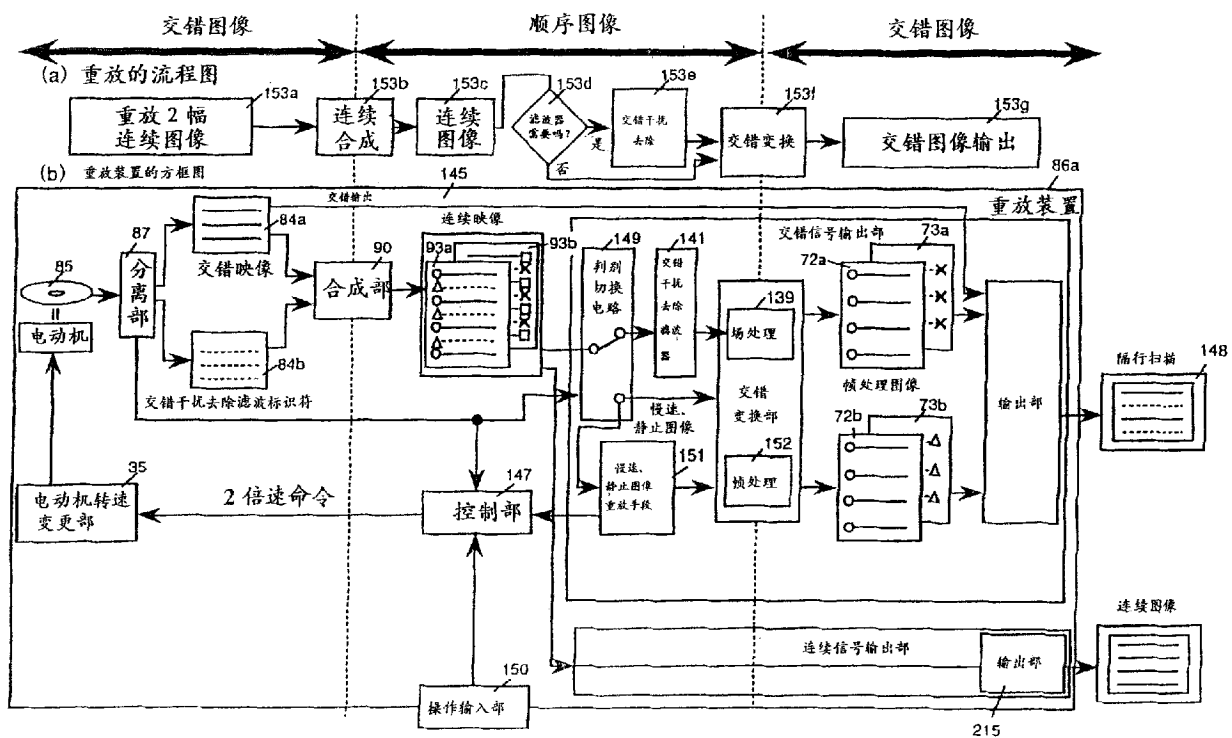 交错图像
顺序图像
交错图像
(a) 重放的流程图
153a
153b
153c
153d
153e
153f
153g
重放2幅
连续图像
连续
合成
连续
图像
滤波器
需要吗?
是
否
交错干扰
去除
交错变换
交错图像输出
(b) 重放装置的方框图
145
86a
交错输出
重放装置
85
87
分离部
84a
交错映像
84b
电动机
90
合成部
连续映像
93a
93b
149
判别
切换
电路
141
交错
干扰
去除
滤波
器
交错信号输出部
139
场处理
交错
变换部
152
帧处理
72a
73a
帧处理图像
72b
73b
输出部
隔行扫描
148
交错干扰去除滤波标识符
慢速、
静止图像
151
慢速、
静止图像
重放手段
35
电动机转速
变更部
2倍速命令
147
控制部
150
操作输入部
连续信号输出部
输出部
215
连续图像